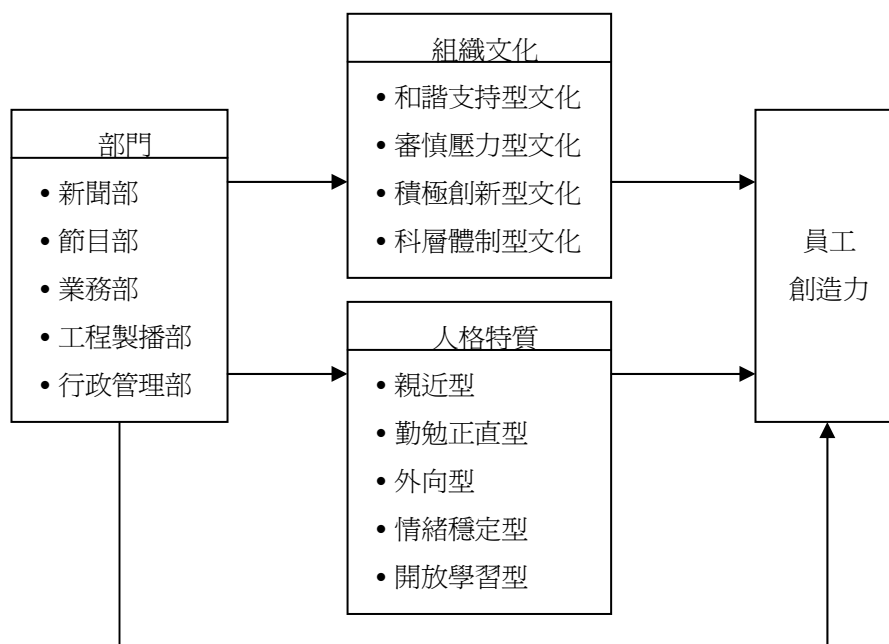 部門
• 新聞部
• 節目部
• 業務部
• 工程製播部
• 行政管理部
組織文化
• 和諧支持型文化
• 審慎壓力型文化
• 積極創新型文化
• 科層體制型文化
人格特質
• 親近型
• 勤勉正直型
• 外向型
• 情緒穩定型
• 開放學習型
員工
創造力